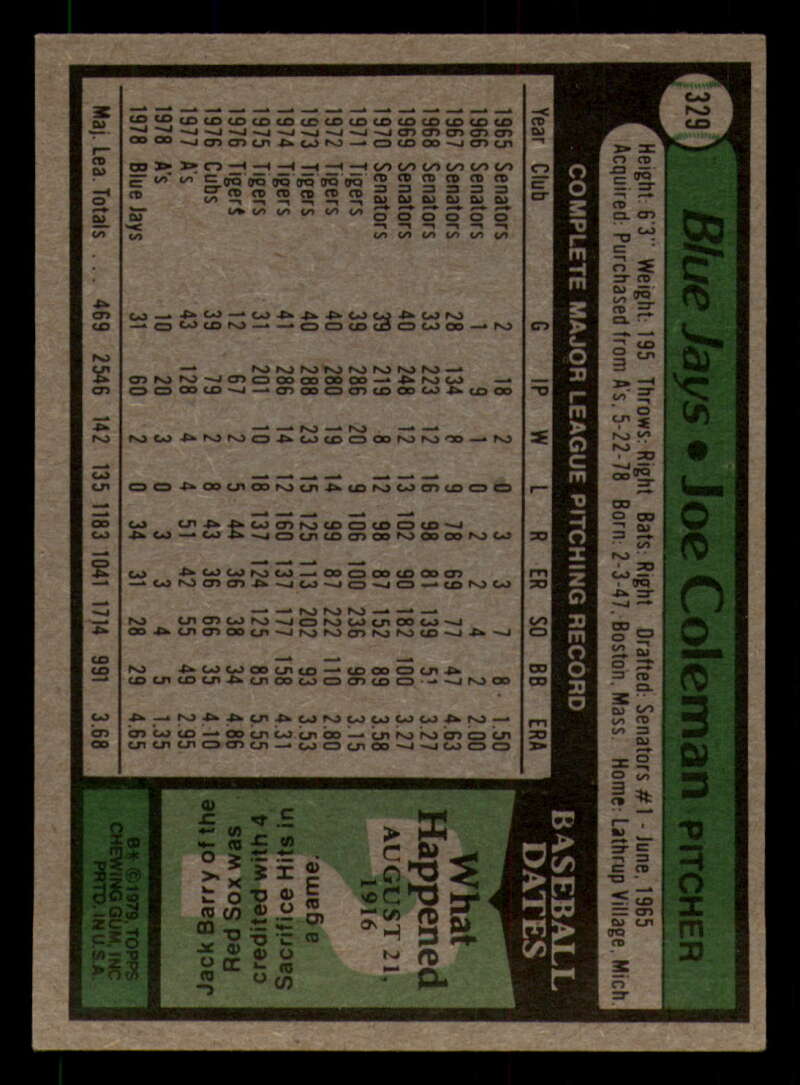 329
Blue Jays • Joe Coleman PITCHER
Height: 6'3" Weight: 195 Throws: Right Bats: Right Drafted: Senators #1 - June, 1965
Acquired: Purchased from A's, 5-22-78 Born: 2-3-47, Boston, Mass. Home: Lathrup Village, Mich.
COMPLETE MAJOR LEAGUE PITCHING RECORD
Year Club G IP W L R ER SO BB ERA
1965 Senators 2 18 2 0 3 3 7 8 1.50
1966 Senators 1 9 1 0 2 2 4 2 2.00
1967 Senators 28 134 8 9 78 69 77 47 4.63
1968 Senators 33 223 12 16 98 81 139 51 3.27
1969 Senators 40 248 12 13 102 90 182 100 3.27
1970 Senators 39 219 8 12 98 87 152 89 3.58
1971 Tigers 39 286 20 9 106 100 236 96 3.15
1972 Tigers 40 280 19 14 99 87 222 110 2.80
1973 Tigers 40 288 23 15 125 113 202 93 3.53
1974 Tigers 41 286 14 12 160 137 177 158 4.31
1975 Tigers 31 201 10 18 137 124 125 85 5.55
1976 Tigers 12 67 2 5 44 36 38 34 4.86
1976 Cubs 39 79 2 8 43 36 66 35 4.10
1977 A's 43 128 4 4 51 42 55 49 2.95
1978 A's 10 20 3 0 3 3 4 5 1.35
1978 Blue Jays 31 60 2 0 34 31 28 29 4.65
Maj. Lea. Totals . . . 469 2546 142 135 1183 1041 1714 991 3.68
BASEBALL
DATES
What
Happened
AUGUST 21,
1916
Jack Barry of the
Red Sox was
credited with 4
Sacrifice Hits in
a game.
B* ©1979 TOPPS
CHEWING GUM, INC
PRTD. IN U.S.A.